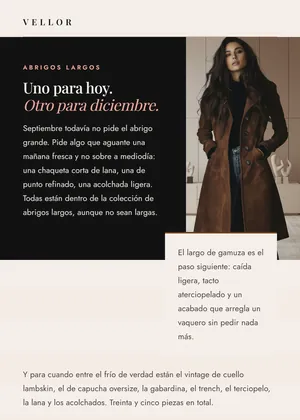 VELLOR
ABRIGOS LARGOS
Uno para hoy.
Otro para diciembre.
Septiembre todavía no pide el abrigo
grande. Pide algo que aguante una
mañana fresca y no sobre a mediodía:
una chaqueta corta de lana, una de
punto refinado, una acolchada ligera.
Todas están dentro de la colección de
abrigos largos, aunque no sean largas.
El largo de gamuza es el
paso siguiente: caída
ligera, tacto
aterciopelado y un
acabado que arregla un
vaquero sin pedir nada
más.
Y para cuando entre el frío de verdad están el vintage de cuello
lambskin, el de capucha oversize, la gabardina, el trench, el terciopelo,
la lana y los acolchados. Treinta y cinco piezas en total.